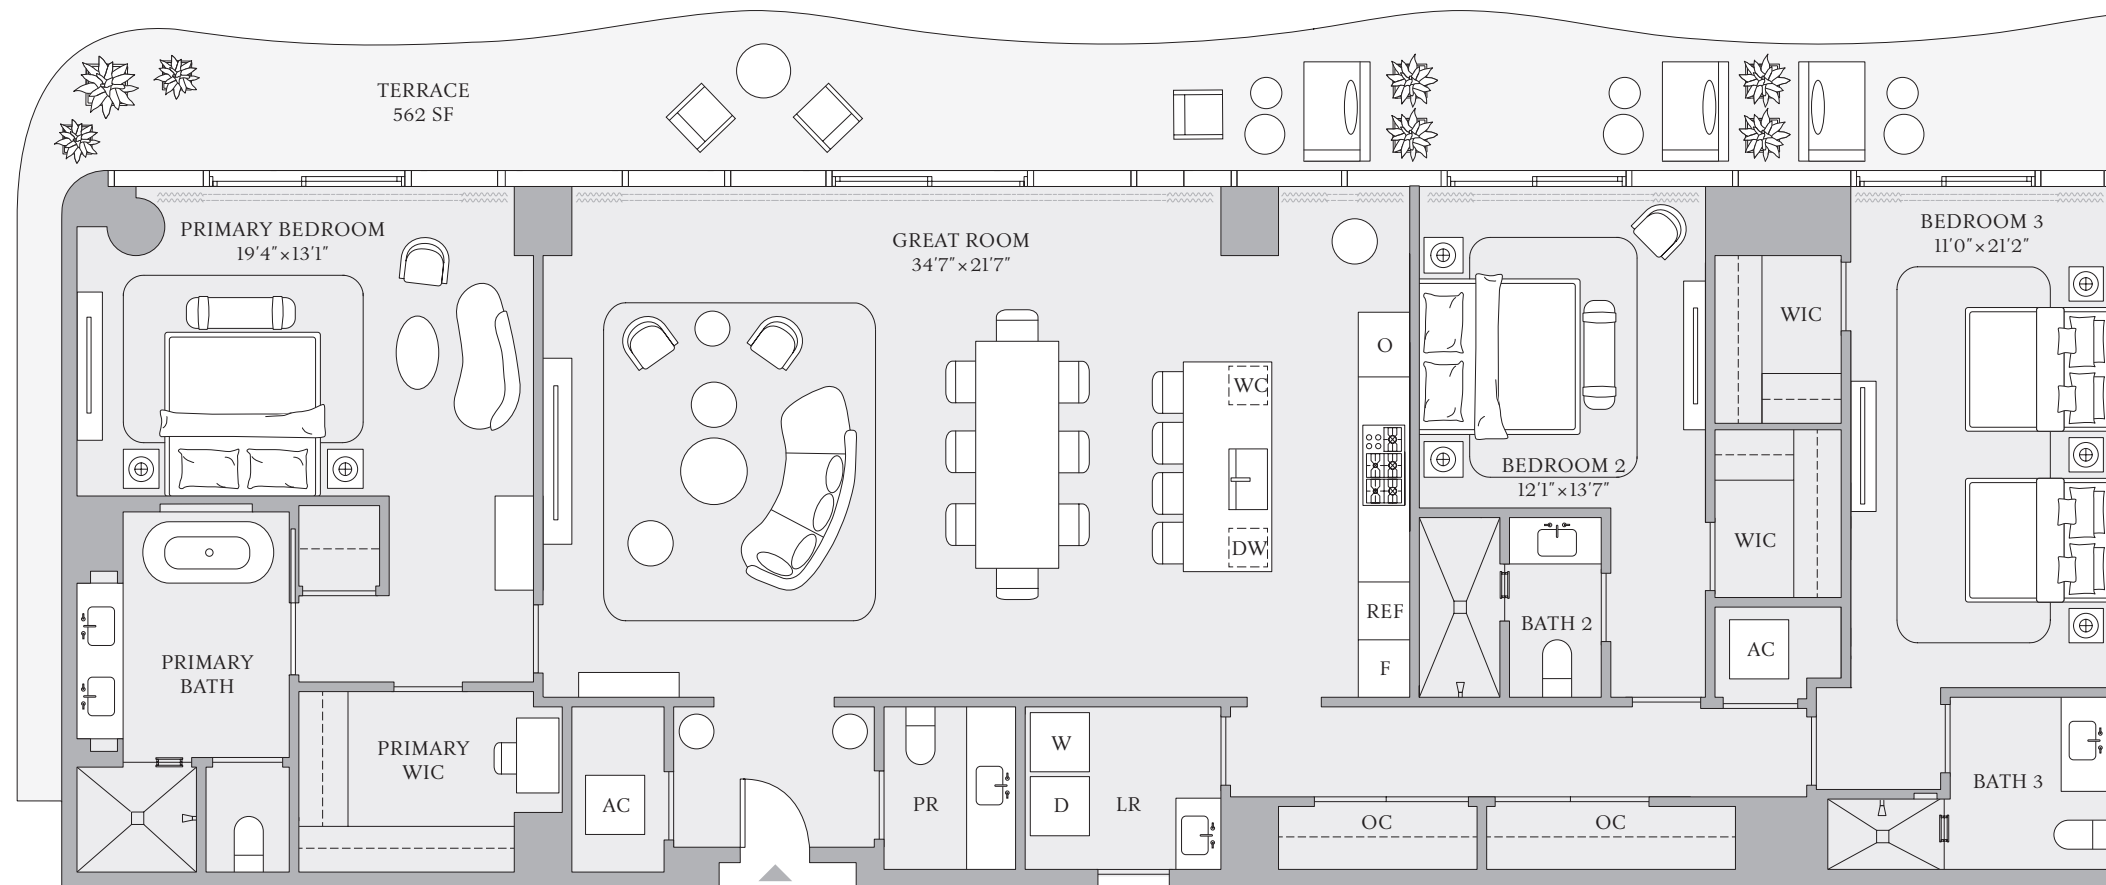 TERRACE
562 SF
PRIMARY BEDROOM
19'4"×13'1"
GREAT ROOM
34'7"×21'7"
BEDROOM 3
11'0"×21'2"
WIC
O
WC
BEDROOM 2
12'1"×13'7"
WIC
DW
REF
BATH 2
F
AC
PRIMARY
BATH
PRIMARY
WIC
W
BATH 3
AC
PR
D
LR
OC
OC